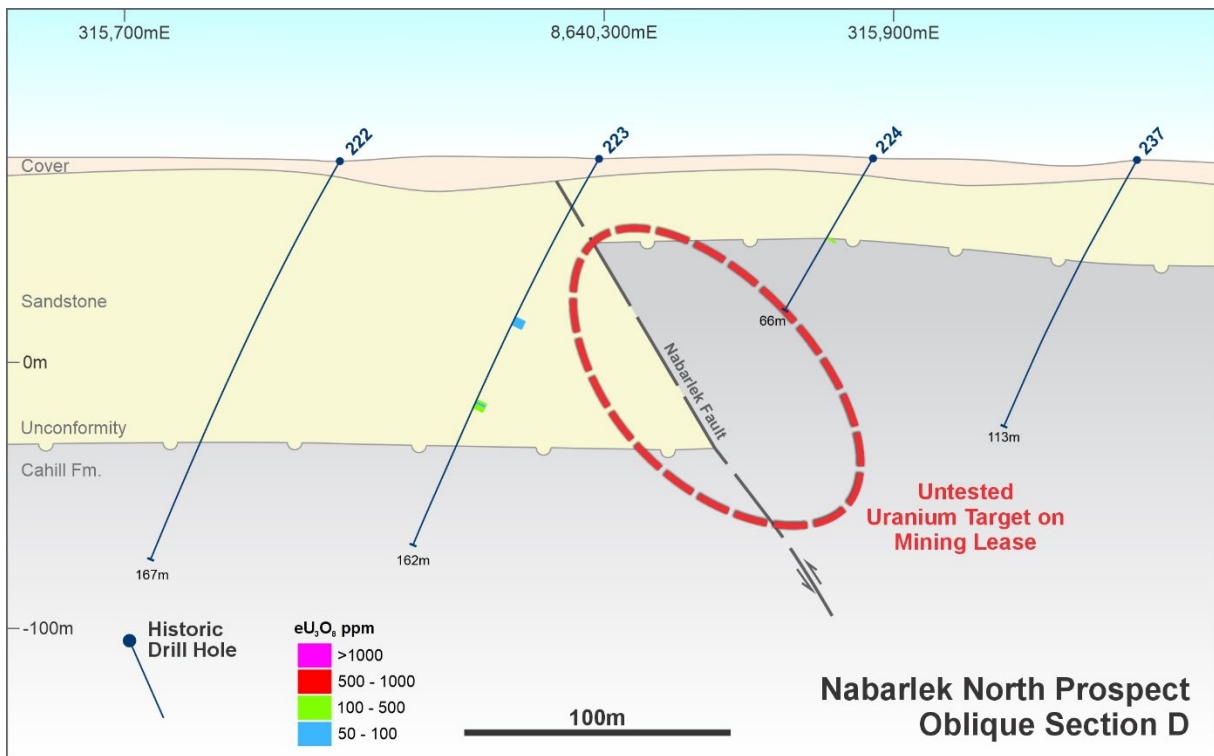 315,700mE
8,640,300mE
315,900mE
222
223
224
237
Cover
Sandstone
0m
66m
Nabarlek Fault
Unconformity
Cahill Fm.
113m
Untested
Uranium Target on
Mining Lease
167m
162m
-100m
Historic
Drill Hole
eU₃O₈ ppm
>1000
500 - 1000
100 - 500
50 - 100
100m
Nabarlek North Prospect
Oblique Section D